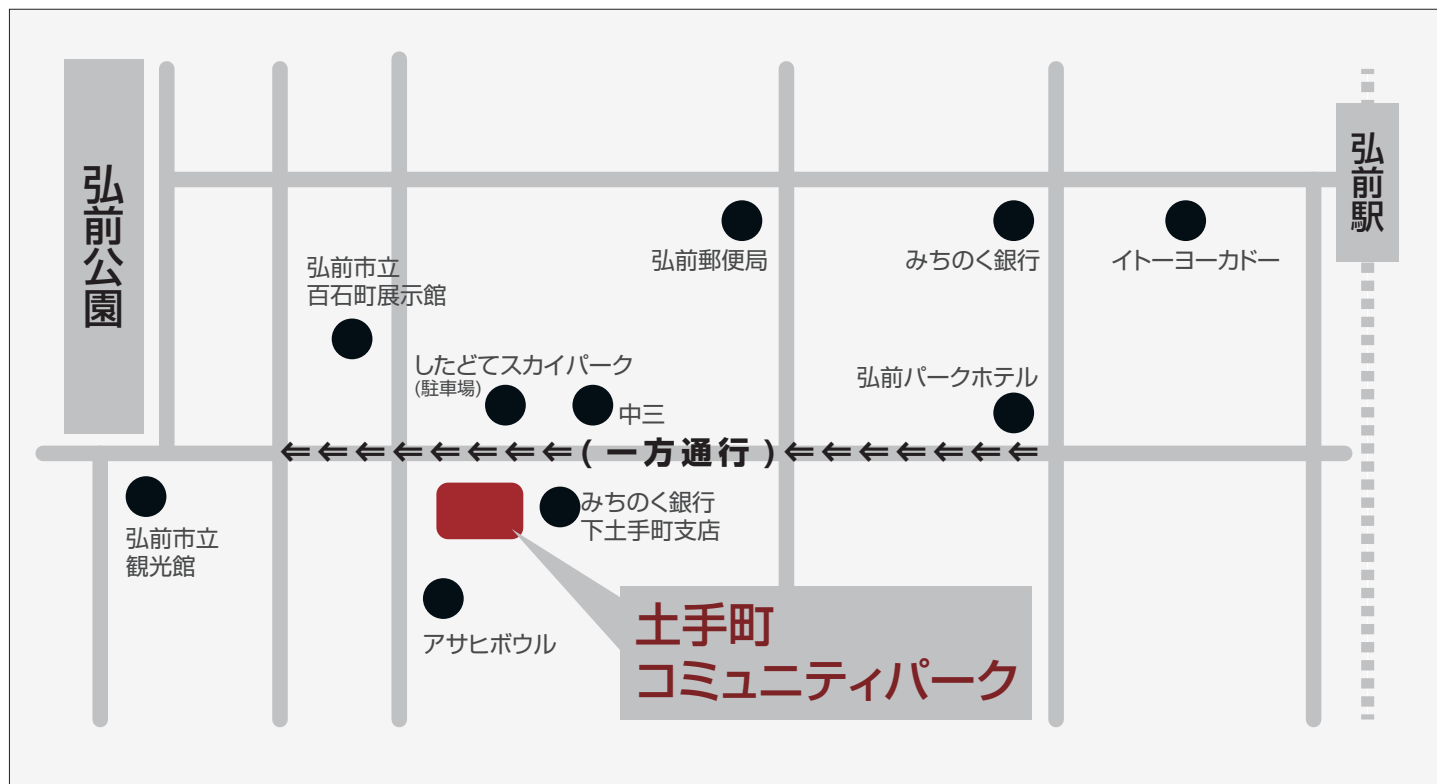 弘前公園
弘前駅
弘前郵便局
みちのく銀行
イトーヨーカドー
弘前市立
百石町展示館
したどてスカイパーク
(駐車場)
中三
弘前パークホテル
⇐⇐⇐⇐⇐⇐⇐⇐(一方通行)⇐⇐⇐⇐⇐⇐⇐
みちのく銀行
下土手町支店
弘前市立
観光館
アサヒボウル
土手町
コミュニティパーク